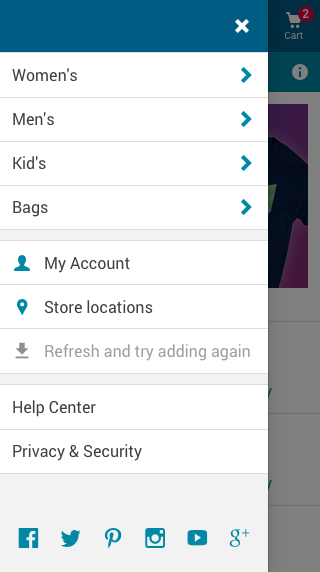 2
Cart
Women's
Men's
Kid's
Bags
My Account
Store locations
Refresh and try adding again
Help Center
Privacy & Security